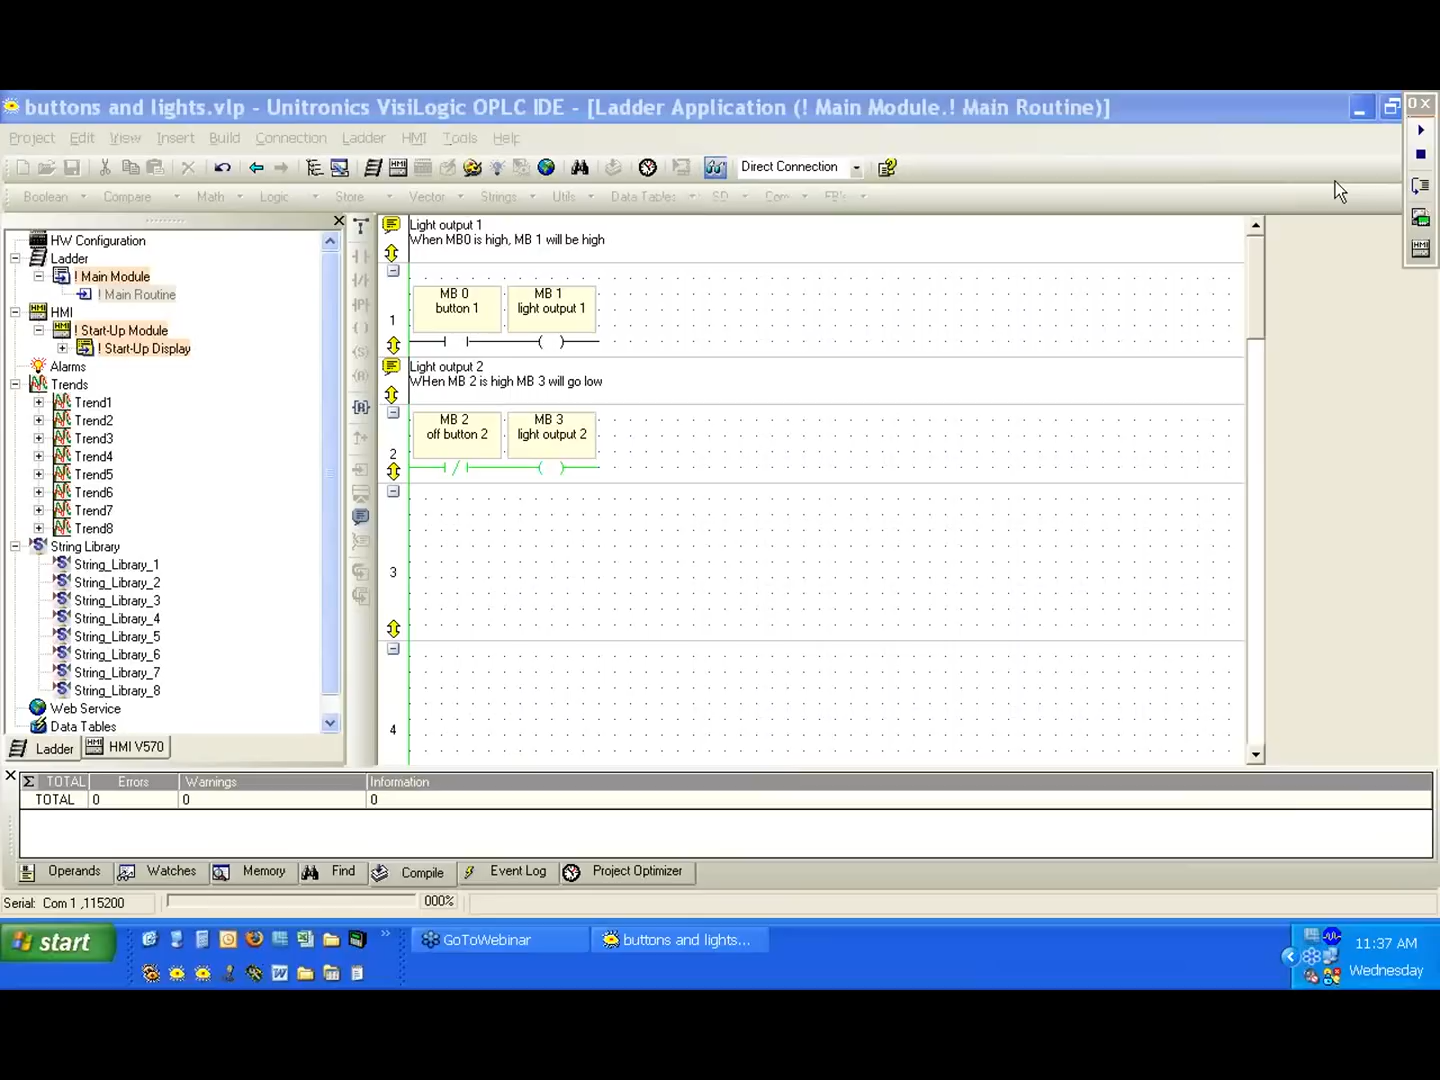 buttons and lights.vlp - Unitronics VisiLogic OPLC IDE - [Ladder Application (! Main Module.! Main Routine)]
Project Edit View Insert Build Connection Ladder HMI Tools Help
Direct Connection
Boolean Compare Math Logic Store Vector Strings Utils Data Tables SD Com FB's
HW Configuration
Ladder
! Main Module
! Main Routine
HMI
! Start-Up Module
! Start-Up Display
Alarms
Trends
Trend1
Trend2
Trend3
Trend4
Trend5
Trend6
Trend7
Trend8
String Library
String_Library_1
String_Library_2
String_Library_3
String_Library_4
String_Library_5
String_Library_6
String_Library_7
String_Library_8
Web Service
Data Tables
Ladder HMI V570
Light output 1
When MB0 is high, MB 1 will be high
MB 0 MB 1
button 1 light output 1
1
Light output 2
WHen MB 2 is high MB 3 will go low
MB 2 MB 3
off button 2 light output 2
2
3
4
TOTAL Errors Warnings Information
TOTAL 0 0 0
Operands Watches Memory Find Compile Event Log Project Optimizer
Serial: Com 1 ,115200 000%
start GoToWebinar buttons and lights... 11:37 AM
Wednesday